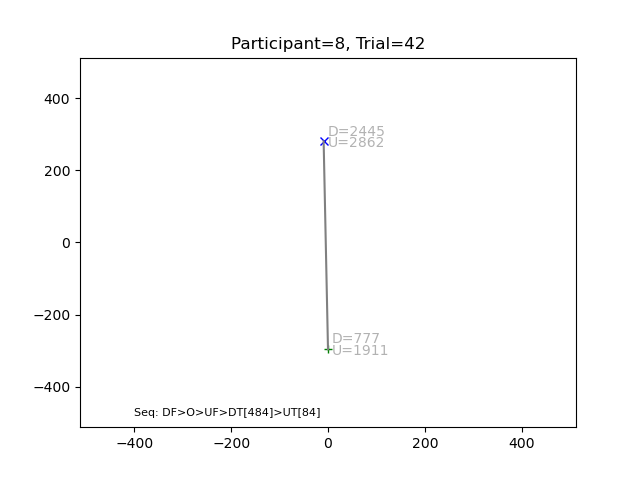 Participant=8, Trial=42
400
200
0
−200
−400
D=2445
U=2862
D=777
U=1911
Seq: DF>O>UF>DT[484]>UT[84]
−400 −200 0 200 400